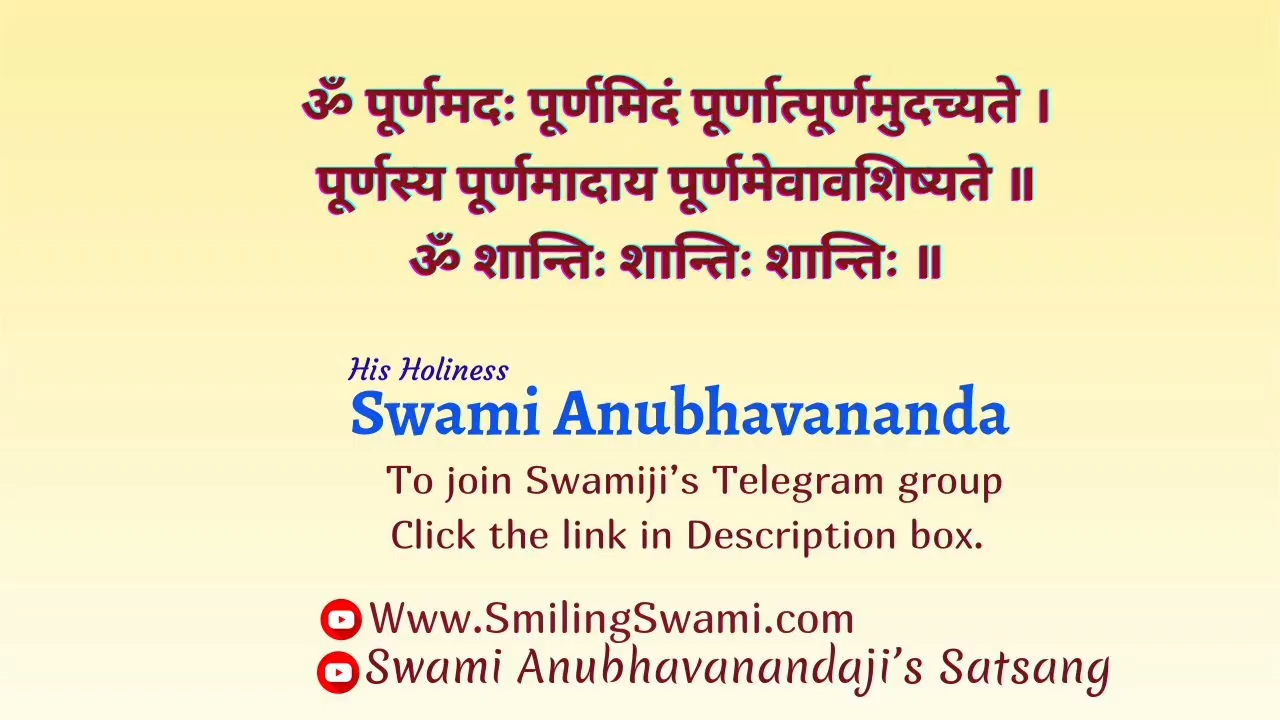 ॐ पूर्णमदः पूर्णमिदं पूर्णात्पूर्णमुदच्यते ।
पूर्णस्य पूर्णमादाय पूर्णमेवावशिष्यते ॥
ॐ शान्तिः शान्तिः शान्तिः ॥
His Holiness
Swami Anubhavananda
To join Swamiji’s Telegram group
Click the link in Description box.
Www.SmilingSwami.com
Swami Anubhavanandaji’s Satsang